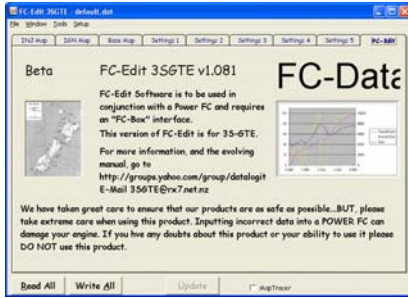 FC-Edit 3SGTE - default.dat
File Window Tools Setup
INJ Map IGN Map Base Map Settings 1 Settings 2 Settings 3 Settings 4 Settings 5 FC-Edit
Beta FC-Edit 3SGTE v1.081 FC-Data
FC-Edit Software is to be used in
conjunction with a Power FC and requires
an "FC-Box" interface.
This version of FC-Edit is for 3S-GTE.
For more information, and the evolving
manual, go to
http://groups.yahoo.com/group/datalogit
E-Mail 3SGTE@rx7.net.nz
We have taken great care to ensure that our products are as safe as possible...BUT, please
take extreme care when using this product. Inputting incorrect data into a POWER FC can
damage your engine. If you hve any doubts about this product or your ability to use it please
DO NOT use this product.
Read All Write All Update MapTracer